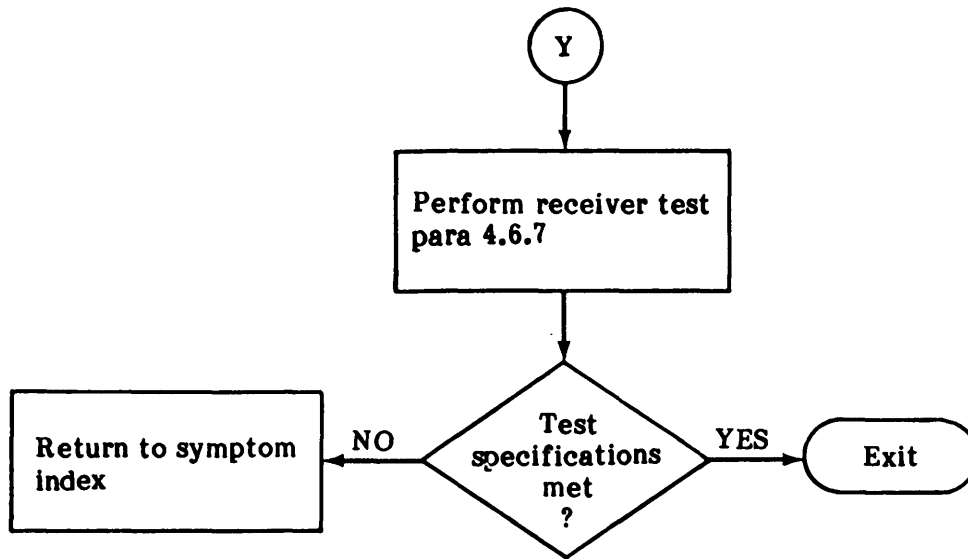 Y
Perform receiver test
para 4.6.7
Test
specifications
met
?
NO
YES
Return to symptom
index
Exit